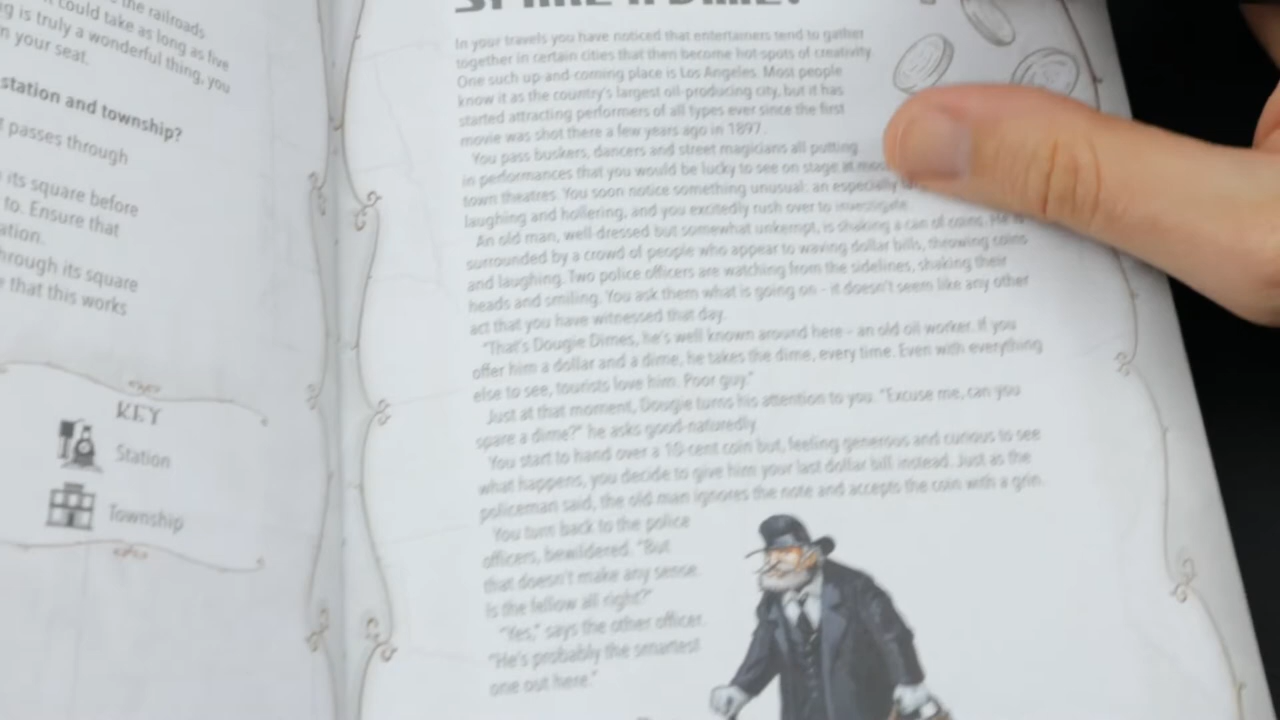 the railroads
could take as long as five
g is truly a wonderful thing, you
n your seat.
station and township?
passes through
its square before
to. Ensure that
ation.
hrough its square
e that this works
KEY
Station
Township
SPARE A DIME?
In your travels you have noticed that entertainers tend to gather
together in certain cities that then become hot-spots of creativity.
One such up-and-coming place is Los Angeles. Most people
know it as the country's largest oil-producing city, but it has
started attracting performers of all types ever since the first
movie was shot there a few years ago in 1897.
You pass buskers, dancers and street magicians all putting
in performances that you would be lucky to see on stage at most
town theatres. You soon notice something unusual: an especially
laughing and hollering, and you excitedly rush over to investigate.
An old man, well-dressed but somewhat unkempt, is shaking a can of coins. He is
surrounded by a crowd of people who appear to waving dollar bills, throwing coins
and laughing. Two police officers are watching from the sidelines, shaking their
heads and smiling. You ask them what is going on – it doesn't seem like any other
act that you have witnessed that day.
"That's Dougie Dimes, he's well known around here – an old oil worker. If you
offer him a dollar and a dime, he takes the dime, every time. Even with everything
else to see, tourists love him. Poor guy."
Just at that moment, Dougie turns his attention to you. "Excuse me, can you
spare a dime?" he asks good-naturedly.
You start to hand over a 10-cent coin but, feeling generous and curious to see
what happens, you decide to give him your last dollar bill instead. Just as the
policeman said, the old man ignores the note and accepts the coin with a grin.
You turn back to the police
officers, bewildered. "But
that doesn't make any sense.
Is the fellow all right?"
"Yes," says the other officer.
"He's probably the smartest
one out here."